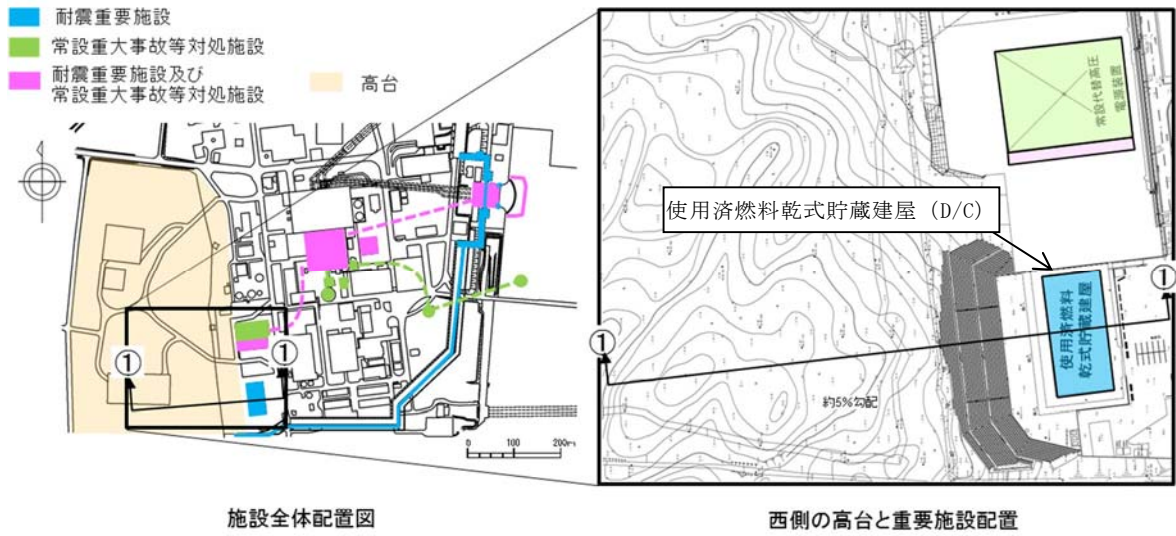 耐震重要施設
常設重大事故等対処施設
耐震重要施設及び
常設重大事故等対処施設
高台
①
①
0 100 200m
施設全体配置図
常設代替高圧
電源装置
使用済燃料乾式貯蔵建屋 (D/C)
①
①
使用済燃料
乾式貯蔵建屋
約5%勾配
西側の高台と重要施設配置